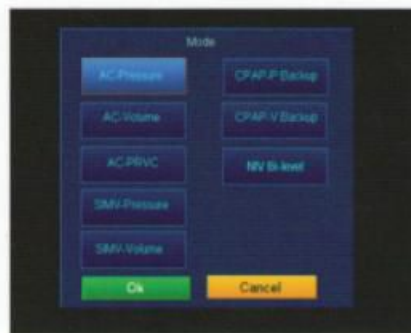 Mode
AC-Pressure
CPAP-P Backup
AC-Volume
CPAP-V Backup
AC-PRVC
NIV Bi-level
SIMV-Pressure
SIMV-Volume
Ok
Cancel